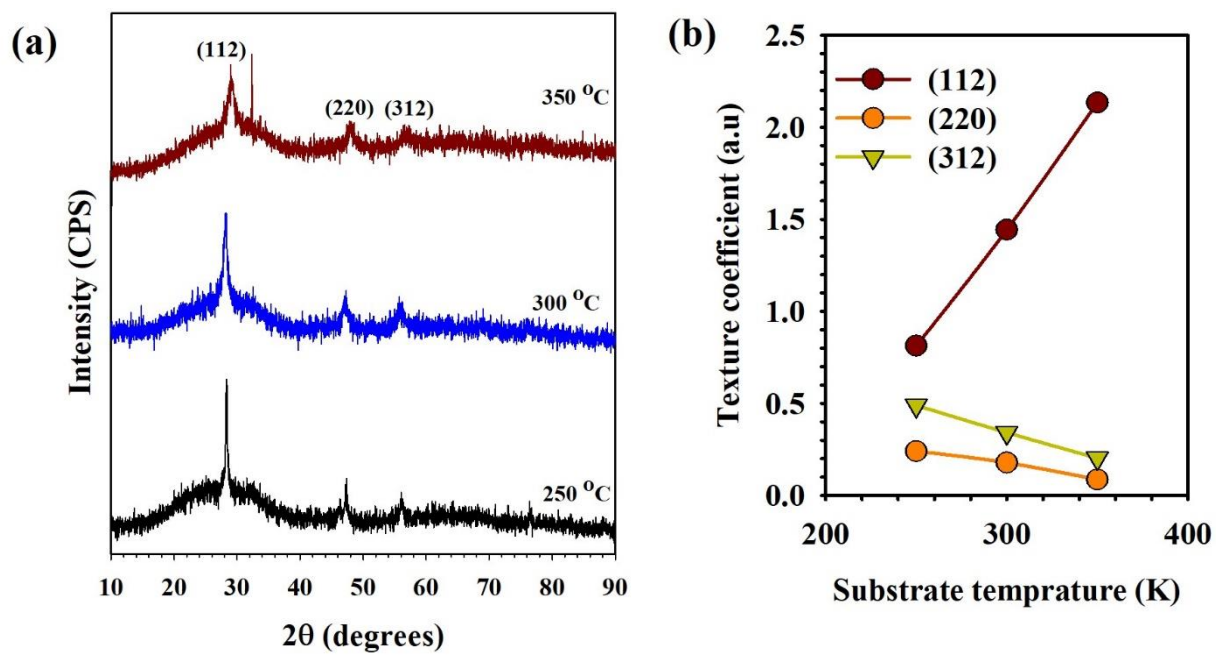 (a)
(112)
350 °C
(220)
(312)
300 °C
250 °C
Intensity (CPS)
10 20 30 40 50 60 70 80 90
2θ (degrees)
(b)
2.5
2.0
1.5
1.0
0.5
0.0
Texture coefficient (a.u)
(112)
(220)
(312)
200 300 400
Substrate temprature (K)